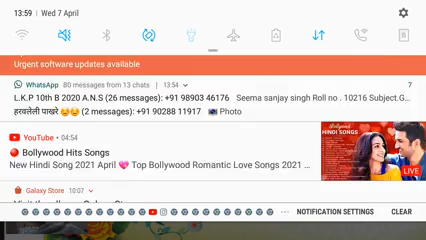 13:59 Wed 7 April
Urgent software updates available
WhatsApp 80 messages from 13 chats 13:54 7
L.K.P 10th B 2020 A.N.S (26 messages): +91 98903 46176 Seema sanjay singh Roll no . 10216 Subject.G...
हरवलेली पाखरे ☺️☺️ (2 messages): +91 90288 11917 📷 Photo
YouTube • 04:54
🔴 Bollywood Hits Songs
New Hindi Song 2021 April 💖 Top Bollywood Romantic Love Songs 2021 ...
Bollywood
HINDI SONGS
LIVE
Galaxy Store 10:07
NOTIFICATION SETTINGS CLEAR